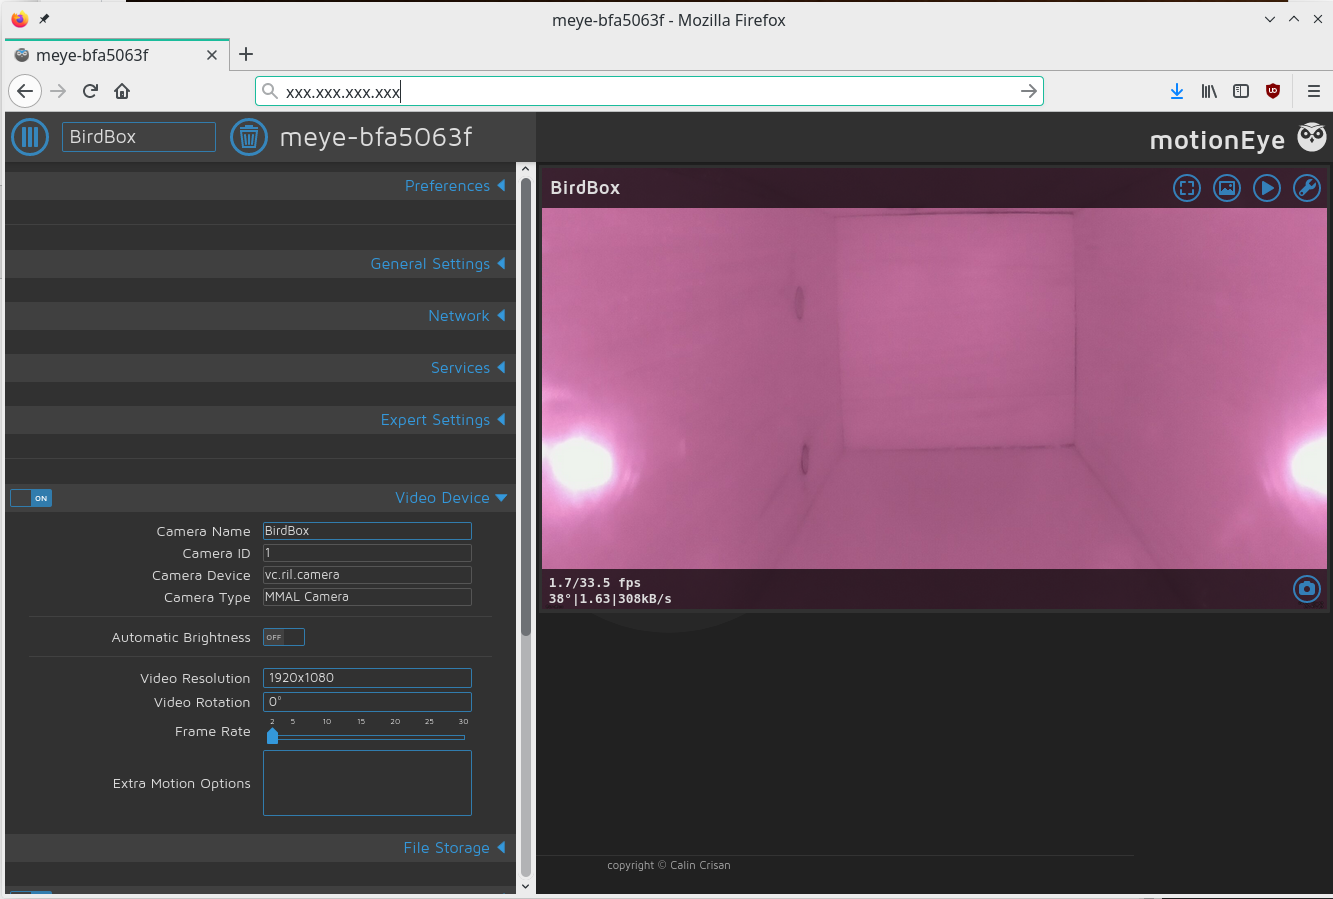 meye-bfa5063f - Mozilla Firefox
meye-bfa5063f
xxx.xxx.xxx.xxx
BirdBox
meye-bfa5063f
motionEye
Preferences
General Settings
Network
Services
Expert Settings
ON
Video Device
Camera Name
BirdBox
Camera ID
1
Camera Device
vc.ril.camera
Camera Type
MMAL Camera
Automatic Brightness
OFF
Video Resolution
1920x1080
Video Rotation
0°
2 5 10 15 20 25 30
Frame Rate
Extra Motion Options
File Storage
BirdBox
1.7/33.5 fps
38°|1.63|308kB/s
copyright © Calin Crisan